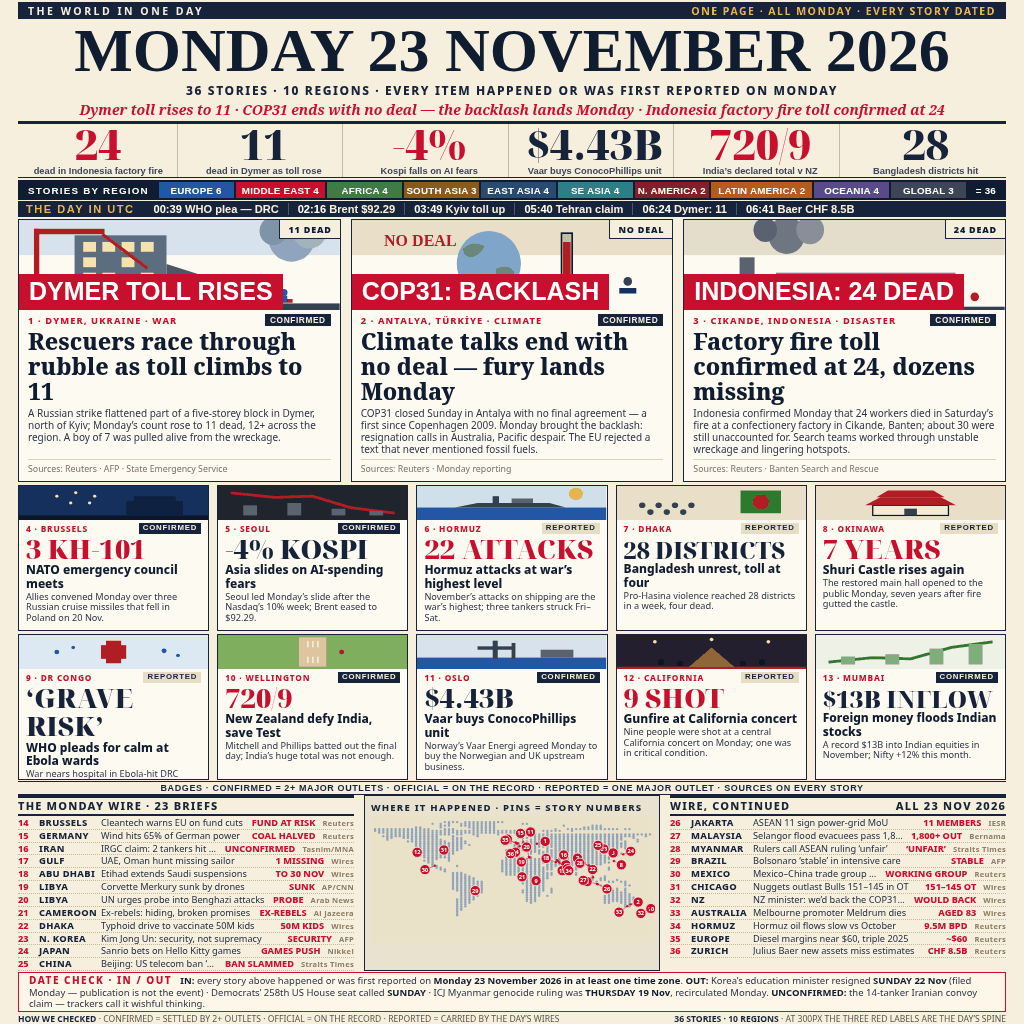 THE WORLD IN ONE DAY
ONE PAGE · ALL MONDAY · EVERY STORY DATED
MONDAY 23 NOVEMBER 2026
36 STORIES · 10 REGIONS · EVERY ITEM HAPPENED OR WAS FIRST REPORTED ON MONDAY
Dymer toll rises to 11 · COP31 ends with no deal — the backlash lands Monday · Indonesia factory fire toll confirmed at 24
24
dead in Indonesia factory fire
11
dead in Dymer as toll rose
-4%
Kospi falls on AI fears
$4.43B
Vaar buys ConocoPhillips unit
720/9
India's declared total v NZ
28
Bangladesh districts hit
STORIES BY REGION EUROPE 6 MIDDLE EAST 4 AFRICA 4 SOUTH ASIA 3 EAST ASIA 4 SE ASIA 4 N. AMERICA 2 LATIN AMERICA 2 OCEANIA 4 GLOBAL 3 = 36
THE DAY IN UTC 00:39 WHO plea — DRC 02:16 Brent $92.29 03:49 Kyiv toll up 05:40 Tehran claim 06:24 Dymer: 11 06:41 Baer CHF 8.5B
11 DEAD
DYMER TOLL RISES
1 · DYMER, UKRAINE · WAR
CONFIRMED
Rescuers race through
rubble as toll climbs to
11
A Russian strike flattened part of a five-storey block in Dymer,
north of Kyiv; Monday's count rose to 11 dead, 12+ across the
region. A boy of 7 was pulled alive from the wreckage.
Sources: Reuters · AFP · State Emergency Service
NO DEAL
NO DEAL
COP31: BACKLASH
2 · ANTALYA, TÜRKİYE · CLIMATE
CONFIRMED
Climate talks end with
no deal — fury lands
Monday
COP31 closed Sunday in Antalya with no final agreement — a
first since Copenhagen 2009. Monday brought the backlash:
resignation calls in Australia, Pacific despair. The EU rejected a
text that never mentioned fossil fuels.
Sources: Reuters · Monday reporting
24 DEAD
INDONESIA: 24 DEAD
3 · CIKANDE, INDONESIA · DISASTER
CONFIRMED
Factory fire toll
confirmed at 24, dozens
missing
Indonesia confirmed Monday that 24 workers died in Saturday's
fire at a confectionery factory in Cikande, Banten; about 30 were
still unaccounted for. Search teams worked through unstable
wreckage and lingering hotspots.
Sources: Reuters · Banten Search and Rescue
4 · BRUSSELS
CONFIRMED
3 KH-101
NATO emergency council
meets
Allies convened Monday over three
Russian cruise missiles that fell in
Poland on 20 Nov.
5 · SEOUL
CONFIRMED
-4% KOSPI
Asia slides on AI-spending
fears
Seoul led Monday's slide after the
Nasdaq's 10% week; Brent eased to
$92.29.
6 · HORMUZ
REPORTED
22 ATTACKS
Hormuz attacks at war's
highest level
November's attacks on shipping are the
war's highest; three tankers struck Fri–
Sat.
7 · DHAKA
REPORTED
28 DISTRICTS
Bangladesh unrest, toll at
four
Pro-Hasina violence reached 28 districts
in a week, four dead.
8 · OKINAWA
REPORTED
7 YEARS
Shuri Castle rises again
The restored main hall opened to the
public Monday, seven years after fire
gutted the castle.
9 · DR CONGO
REPORTED
'GRAVE
RISK'
WHO pleads for calm at
Ebola wards
War nears hospital in Ebola-hit DRC
10 · WELLINGTON
CONFIRMED
720/9
New Zealand defy India,
save Test
Mitchell and Phillips batted out the final
day; India's huge total was not enough.
11 · OSLO
CONFIRMED
$4.43B
Vaar buys ConocoPhillips
unit
Norway's Vaar Energi agreed Monday to
buy the Norwegian and UK upstream
business.
12 · CALIFORNIA
REPORTED
9 SHOT
Gunfire at California concert
Nine people were shot at a central
California concert on Monday; one was
in critical condition.
13 · MUMBAI
CONFIRMED
$13B INFLOW
Foreign money floods Indian
stocks
A record $13B into Indian equities in
November; Nifty +12% this month.
BADGES · CONFIRMED = 2+ MAJOR OUTLETS · OFFICIAL = ON THE RECORD · REPORTED = ONE MAJOR OUTLET · SOURCES ON EVERY STORY
THE MONDAY WIRE · 23 BRIEFS
14 BRUSSELS Cleantech warns EU on fund cuts FUND AT RISK Reuters
15 GERMANY Wind hits 65% of German power COAL HALVED Reuters
16 IRAN IRGC claim: 2 tankers hit ... UNCONFIRMED Tasnim/MNA
17 GULF UAE, Oman hunt missing sailor 1 MISSING Wires
18 ABU DHABI Etihad extends Saudi suspensions TO 30 NOV Wires
19 LIBYA Corvette Merkury sunk by drones SUNK AP/CNN
20 LIBYA UN urges probe into Benghazi attacks PROBE Arab News
21 CAMEROON Ex-rebels: hiding, broken promises EX-REBELS Al Jazeera
22 DHAKA Typhoid drive to vaccinate 50M kids 50M KIDS Wires
23 N. KOREA Kim Jong Un: security, not supremacy SECURITY AFP
24 JAPAN Sanrio bets on Hello Kitty games GAMES PUSH Nikkei
25 CHINA Beijing: US telecom ban '... BAN SLAMMED Straits Times
WHERE IT HAPPENED · PINS = STORY NUMBERS
WIRE, CONTINUED ALL 23 NOV 2026
26 JAKARTA ASEAN 11 sign power-grid MoU 11 MEMBERS IESR
27 MALAYSIA Selangor flood evacuees pass 1,8... 1,800+ OUT Bernama
28 MYANMAR Rulers call ASEAN ruling 'unfair' 'UNFAIR' Straits Times
29 BRAZIL Bolsonaro 'stable' in intensive care STABLE AFP
30 MEXICO Mexico–China trade group ... WORKING GROUP Reuters
31 CHICAGO Nuggets outlast Bulls 151–145 in OT 151–145 OT Wires
32 NZ NZ minister: we'd back the COP31... WOULD BACK Wires
33 AUSTRALIA Melbourne promoter Meldrum dies AGED 83 Wires
34 HORMUZ Hormuz oil flows slow vs October 9.5M BPD Reuters
35 EUROPE Diesel margins near $60, triple 2025 ~$60 Reuters
36 ZURICH Julius Baer new assets miss estimates CHF 8.5B Reuters
DATE CHECK · IN / OUT IN: every story above happened or was first reported on Monday 23 November 2026 in at least one time zone. OUT: Korea's education minister resigned SUNDAY 22 Nov (filed
Monday — publication is not the event) · Democrats' 258th US House seat called SUNDAY · ICJ Myanmar genocide ruling was THURSDAY 19 Nov, recirculated Monday. UNCONFIRMED: the 14-tanker Iranian convoy
claim — trackers call it wishful thinking.
HOW WE CHECKED · CONFIRMED = SETTLED BY 2+ OUTLETS · OFFICIAL = ON THE RECORD · REPORTED = CARRIED BY THE DAY'S WIRES
36 STORIES · 10 REGIONS · AT 300PX THE THREE RED LABELS ARE THE DAY'S SPINE